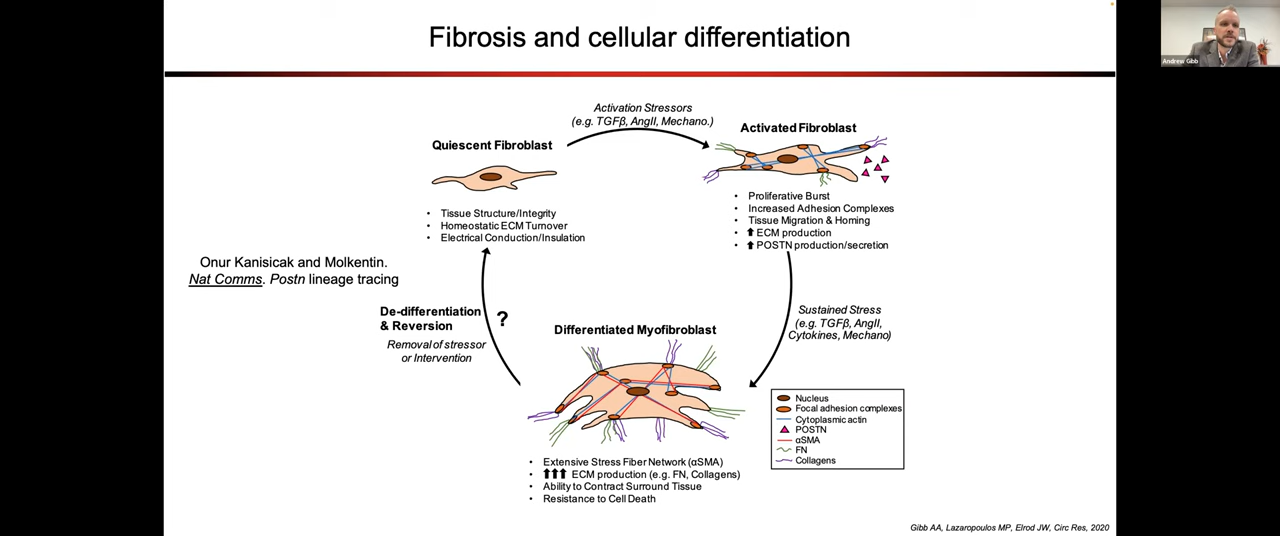 Fibrosis and cellular differentiation
Andrew Gibb
Activation Stressors
(e.g. TGFβ, AngII, Mechano.)
Quiescent Fibroblast
Activated Fibroblast
• Tissue Structure/Integrity
• Homeostatic ECM Turnover
• Electrical Conduction/Insulation
• Proliferative Burst
• Increased Adhesion Complexes
• Tissue Migration & Homing
• ⬆ ECM production
• ⬆ POSTN production/secretion
Onur Kanisicak and Molkentin.
Nat Comms. Postn lineage tracing
De-differentiation
& Reversion
?
Removal of stressor
or Intervention
Sustained Stress
(e.g. TGFβ, AngII,
Cytokines, Mechano)
Differentiated Myofibroblast
• Extensive Stress Fiber Network (αSMA)
• ⬆⬆⬆ ECM production (e.g. FN, Collagens)
• Ability to Contract Surround Tissue
• Resistance to Cell Death
Nucleus
Focal adhesion complexes
Cytoplasmic actin
POSTN
αSMA
FN
Collagens
Gibb AA, Lazaropoulos MP, Elrod JW, Circ Res, 2020